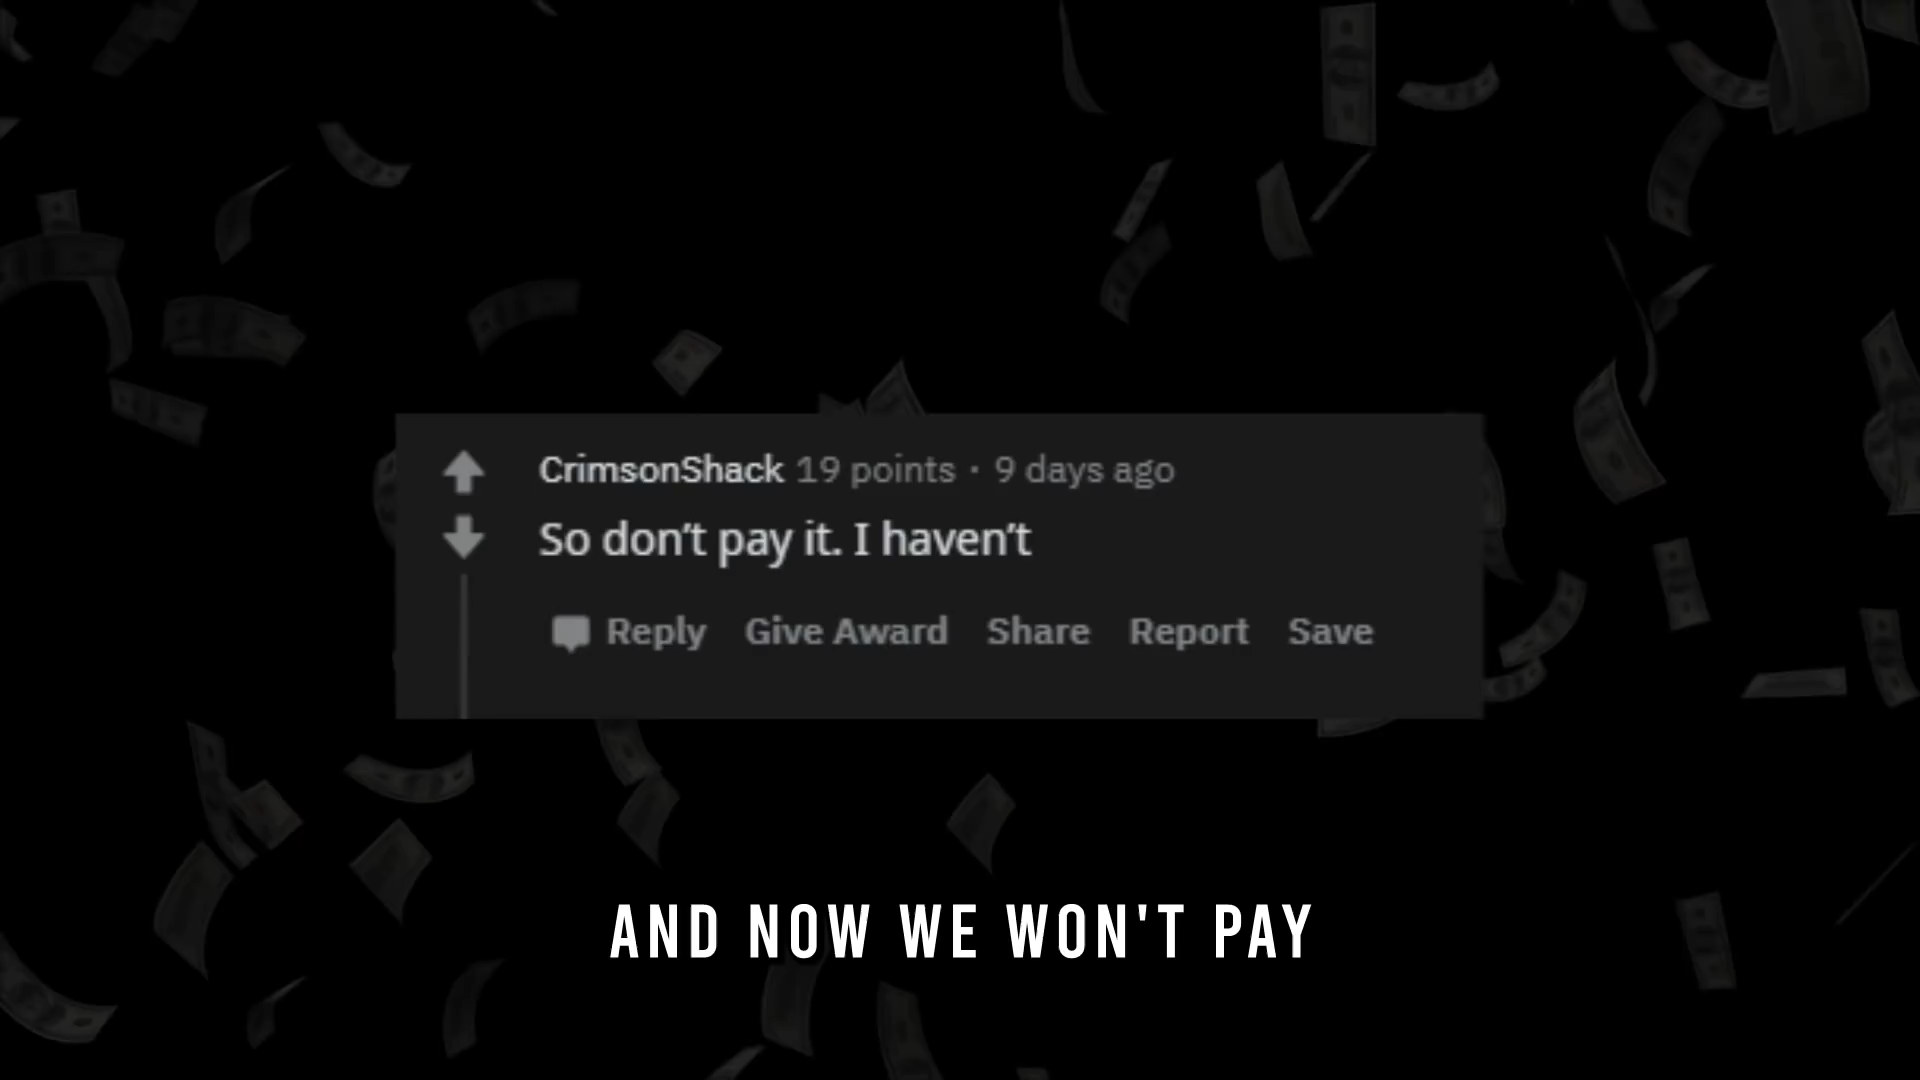 CrimsonShack 19 points · 9 days ago
So don't pay it. I haven't
Reply Give Award Share Report Save
AND NOW WE WON'T PAY